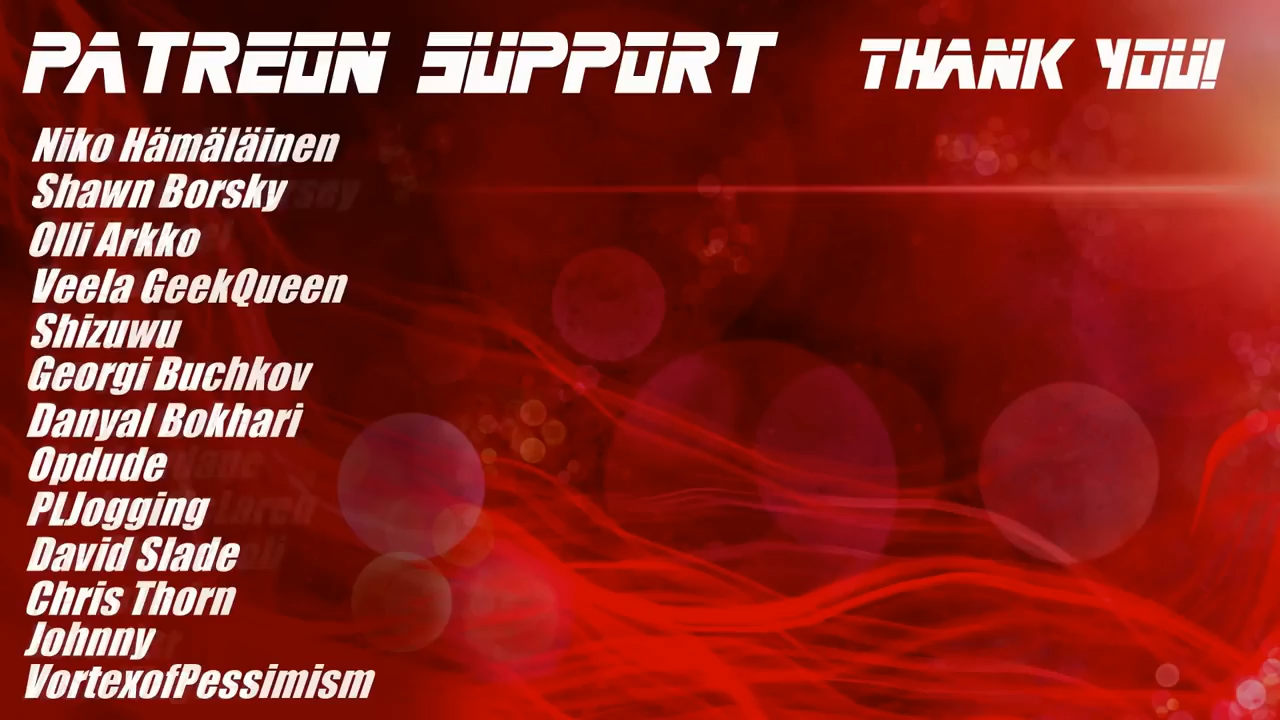 PATREON SUPPORT THANK YOU!
Niko Hämäläinen
Shawn Borsky
Olli Arkko
Veela GeekQueen
Shizuwu
Georgi Buchkov
Danyal Bokhari
Opdude
PLJogging
David Slade
Chris Thorn
Johnny
VortexofPessimism